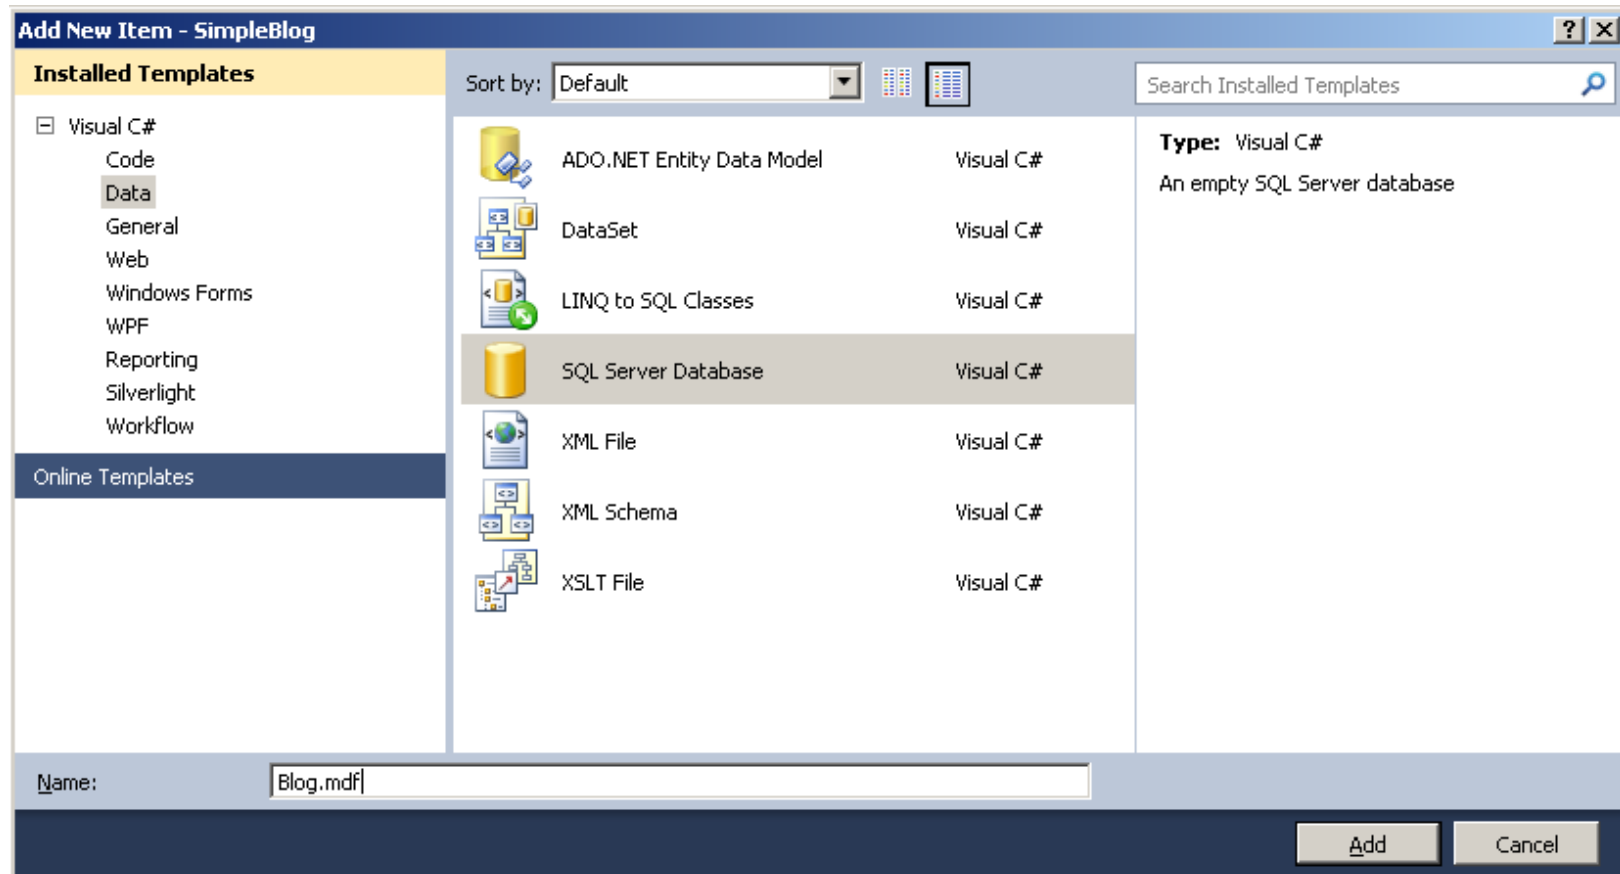 Add New Item - SimpleBlog
Installed Templates
Sort by: Default
Search Installed Templates
Visual C#
Code
Data
General
Web
Windows Forms
WPF
Reporting
Silverlight
Workflow
Online Templates
ADO.NET Entity Data Model Visual C#
DataSet Visual C#
LINQ to SQL Classes Visual C#
SQL Server Database Visual C#
XML File Visual C#
XML Schema Visual C#
XSLT File Visual C#
Type: Visual C#
An empty SQL Server database
Name: Blog.mdf
Add Cancel